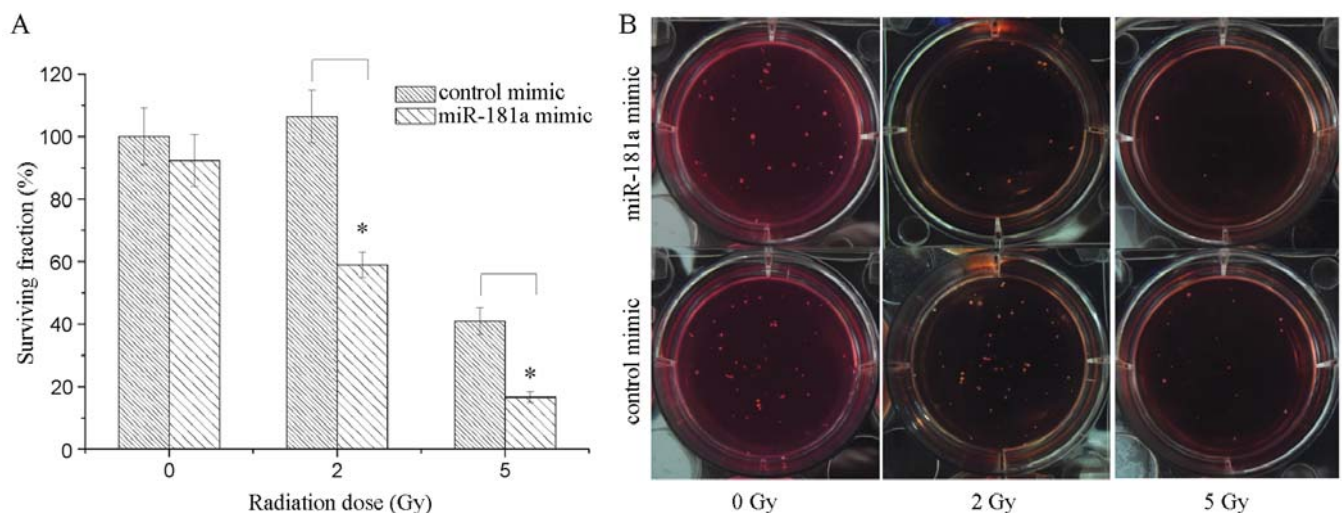 A
Surviving fraction (%)
120
100
80
60
40
20
0
control mimic
miR-181a mimic
*
*
0
2
5
Radiation dose (Gy)
B
miR-181a mimic
control mimic
0 Gy
2 Gy
5 Gy